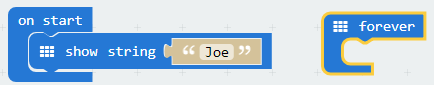 on start
show string “ Joe ”
forever